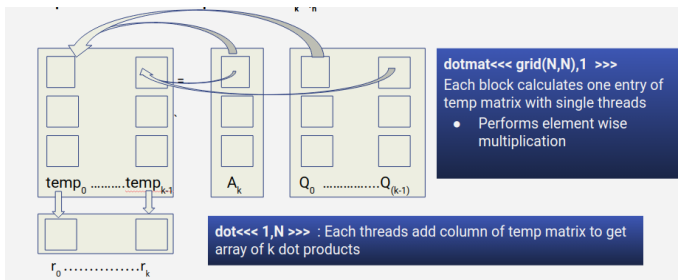 =
temp0 ..........tempk-1
Ak
Q0 ................Q(k-1)
r0...............rk
dotmat<<< grid(N,N),1 >>>
Each block calculates one entry of
temp matrix with single threads
● Performs element wise
multiplication
dot<<< 1,N >>> : Each threads add column of temp matrix to get
array of k dot products